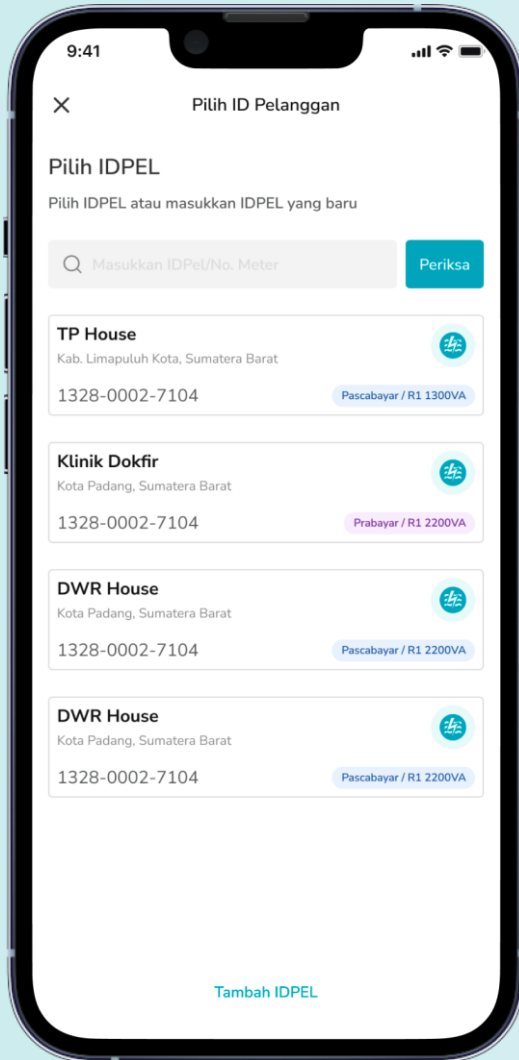 9:41
Pilih ID Pelanggan
Pilih IDPEL
Pilih IDPEL atau masukkan IDPEL yang baru
Masukkan IDPel/No. Meter
Periksa
TP House
Kab. Limapuluh Kota, Sumatera Barat
1328-0002-7104
Pascabayar / R1 1300VA
Klinik Dokfir
Kota Padang, Sumatera Barat
1328-0002-7104
Prabayar / R1 2200VA
DWR House
Kota Padang, Sumatera Barat
1328-0002-7104
Pascabayar / R1 2200VA
DWR House
Kota Padang, Sumatera Barat
1328-0002-7104
Pascabayar / R1 2200VA
Tambah IDPEL